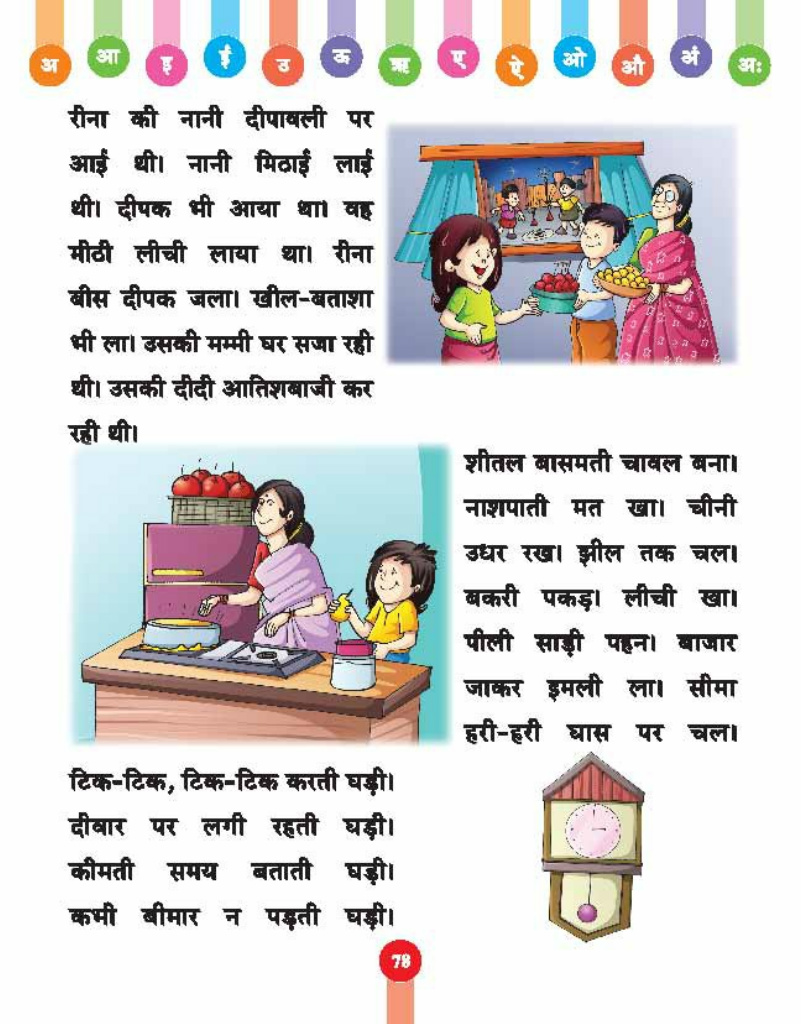 अ आ इ ई उ ऊ ऋ ए ऐ ओ औ अं अः
रीना की नानी दीपावली पर
आई थी। नानी मिठाई लाई
थी। दीपक भी आया था। वह
मीठी लीची लाया था। रीना
बीस दीपक जला। खील-बताशा
भी ला। उसकी मम्मी घर सजा रही
थी। उसकी दीदी आतिशबाजी कर
रही थी।
शीतल बासमती चावल बना।
नाशपाती मत खा। चीनी
उधर रख। झील तक चल।
बकरी पकड़। लीची खा।
पीली साड़ी पहन। बाजार
जाकर इमली ला। सीमा
हरी-हरी घास पर चल।
टिक-टिक, टिक-टिक करती घड़ी।
दीवार पर लगी रहती घड़ी।
कीमती समय बताती घड़ी।
कभी बीमार न पड़ती घड़ी।
78